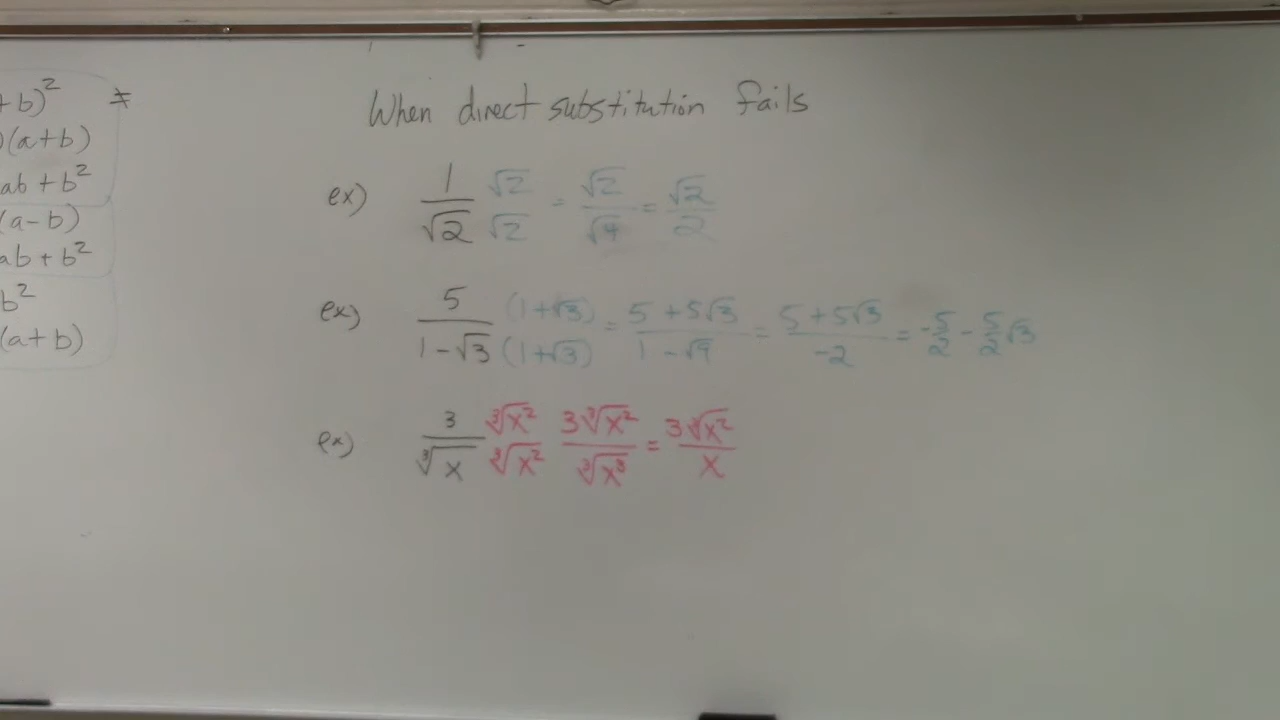 +b)² ≠
)(a+b)
ab + b²
(a-b)
ab + b²
b²
(a+b)
When direct substitution fails
ex) 1/√2 √2/√2 = √2/√4 = √2/2
ex) 5/(1-√3) (1+√3)/(1+√3) = (5+5√3)/(1-√9) = (5+5√3)/-2 = -5/2 - 5/2 √3
ex) 3/∛x ∛x²/∛x² 3∛x²/∛x³ = 3∛x²/x